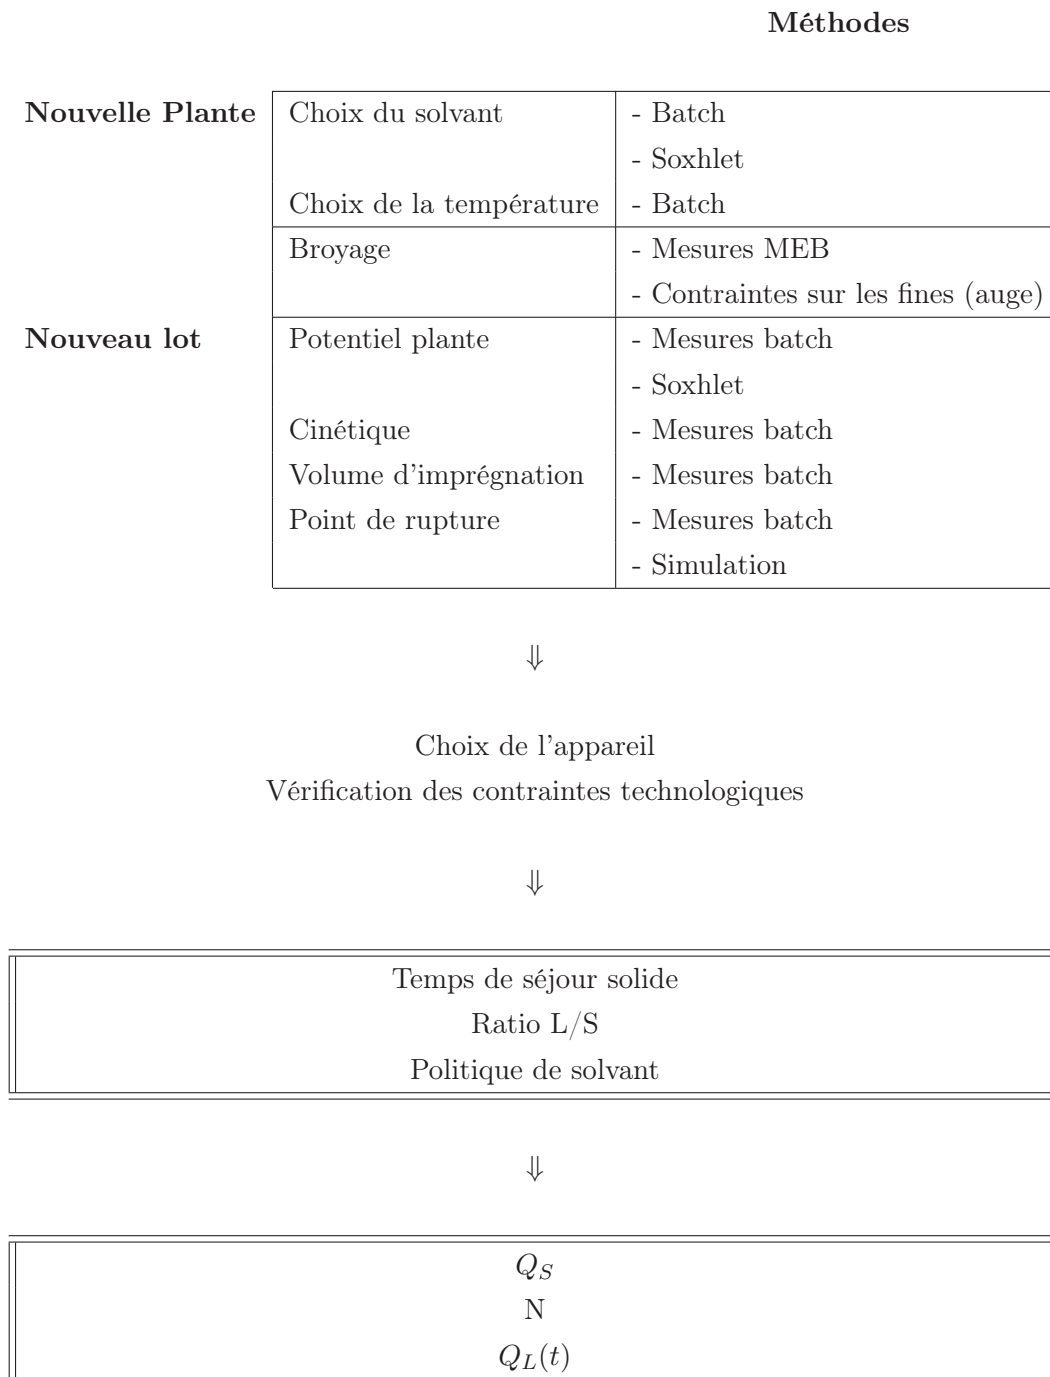 Méthodes
Nouvelle Plante Choix du solvant - Batch
- Soxhlet
Choix de la température - Batch
Broyage - Mesures MEB
- Contraintes sur les fines (auge)
Nouveau lot Potentiel plante - Mesures batch
- Soxhlet
Cinétique - Mesures batch
Volume d'imprégnation - Mesures batch
Point de rupture - Mesures batch
- Simulation
⇓
Choix de l'appareil
Vérification des contraintes technologiques
⇓
Temps de séjour solide
Ratio L/S
Politique de solvant
⇓
Q_S
N
Q_L(t)